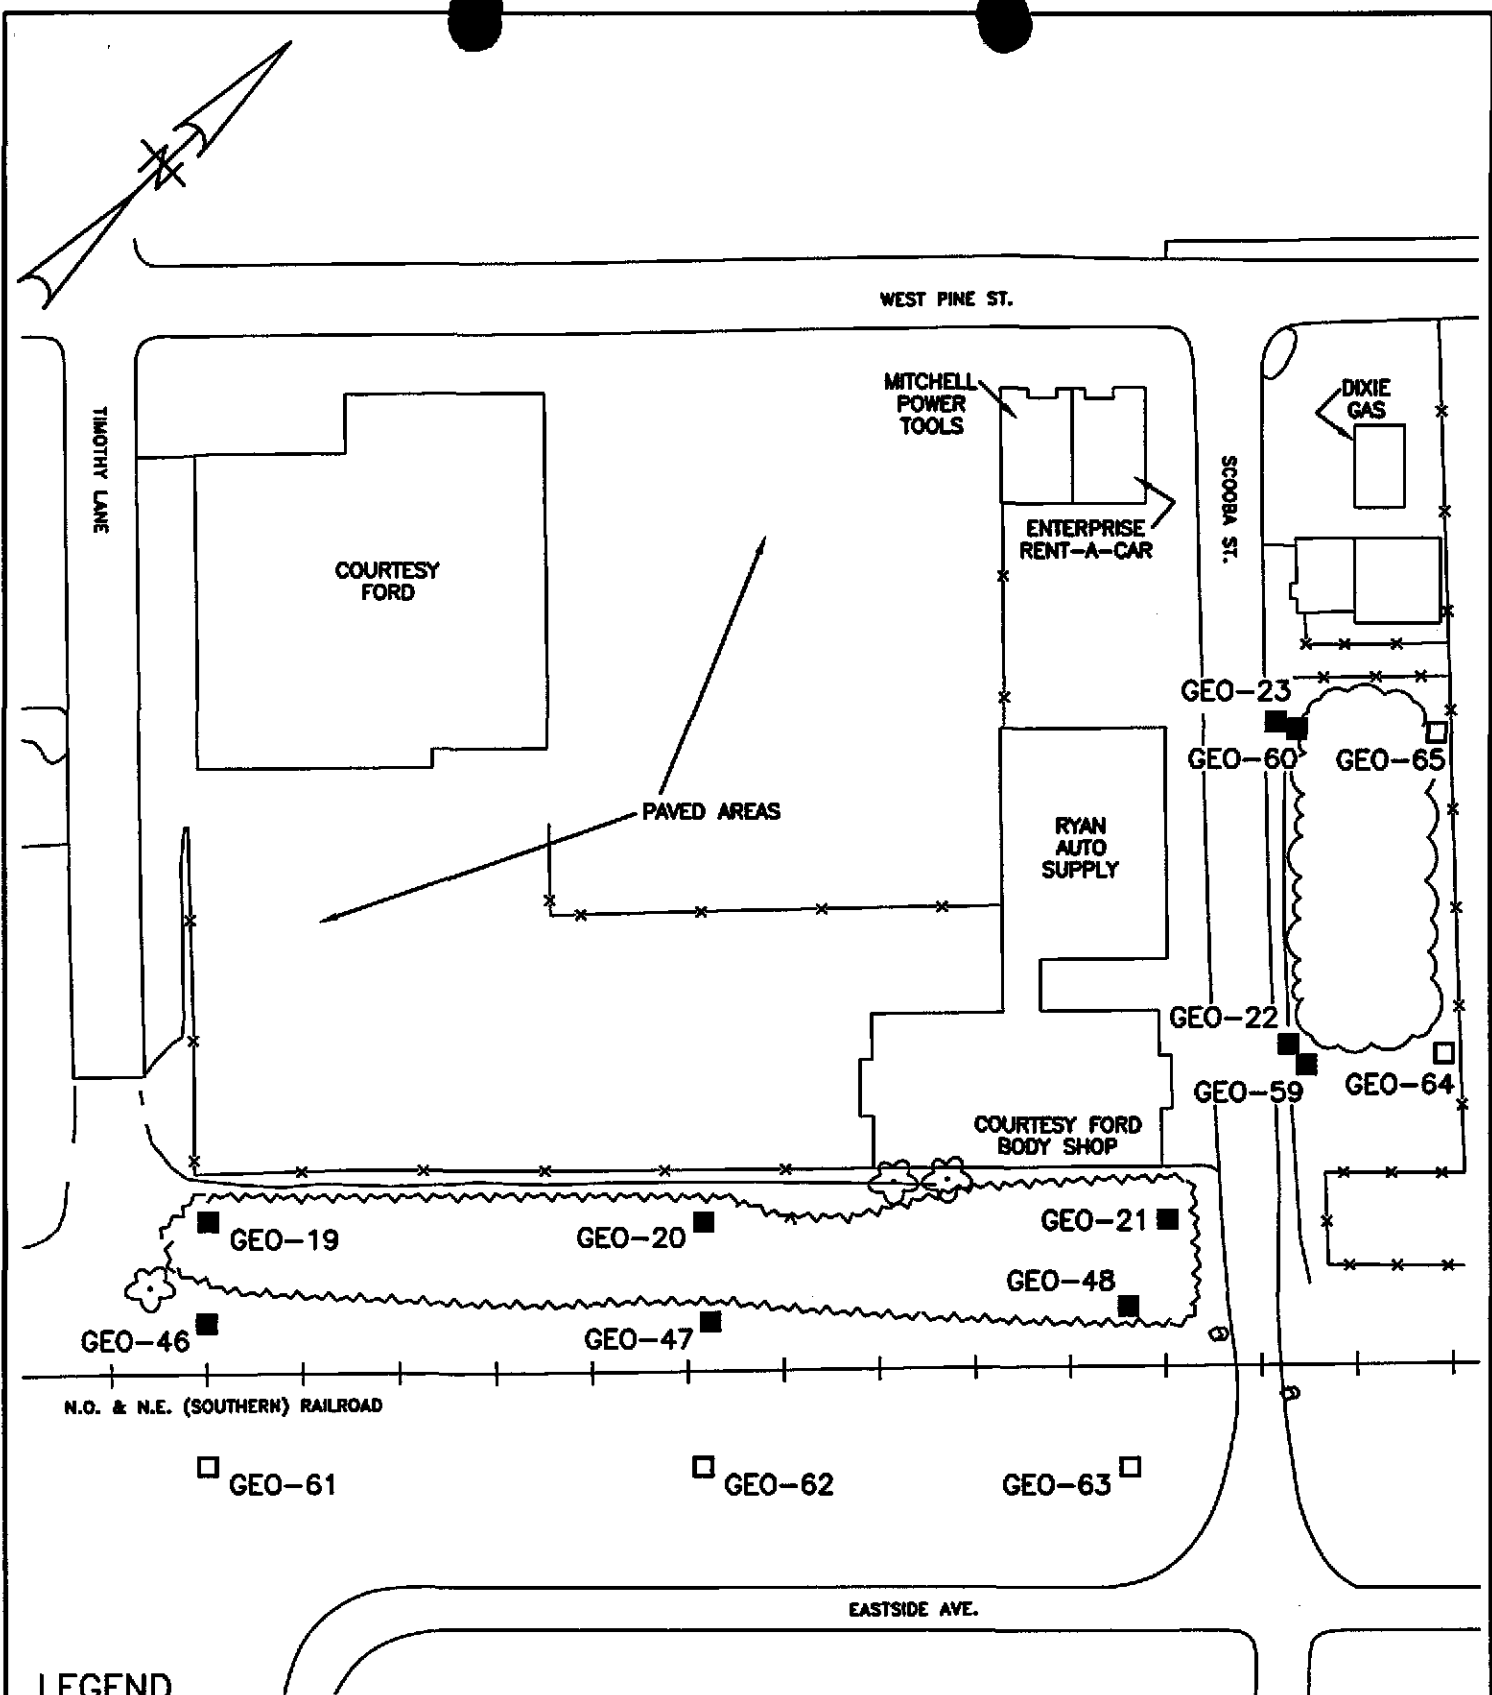 N
WEST PINE ST.
MITCHELL
POWER
TOOLS
DIXIE
GAS
TIMOTHY LANE
SCOOBA ST.
ENTERPRISE
RENT-A-CAR
COURTESY
FORD
GEO-23
GEO-60
GEO-65
PAVED AREAS
RYAN
AUTO
SUPPLY
GEO-22
GEO-59
GEO-64
COURTESY FORD
BODY SHOP
GEO-19
GEO-20
GEO-21
GEO-48
GEO-46
GEO-47
N.O. & N.E. (SOUTHERN) RAILROAD
GEO-61
GEO-62
GEO-63
EASTSIDE AVE.
LEGEND